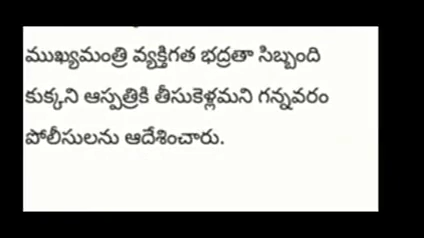 ముఖ్యమంత్రి వ్యక్తిగత భద్రతా సిబ్బంది
కుక్కని ఆస్పత్రికి తీసుకెళ్లమని గన్నవరం
పోలీసులను ఆదేశించారు.